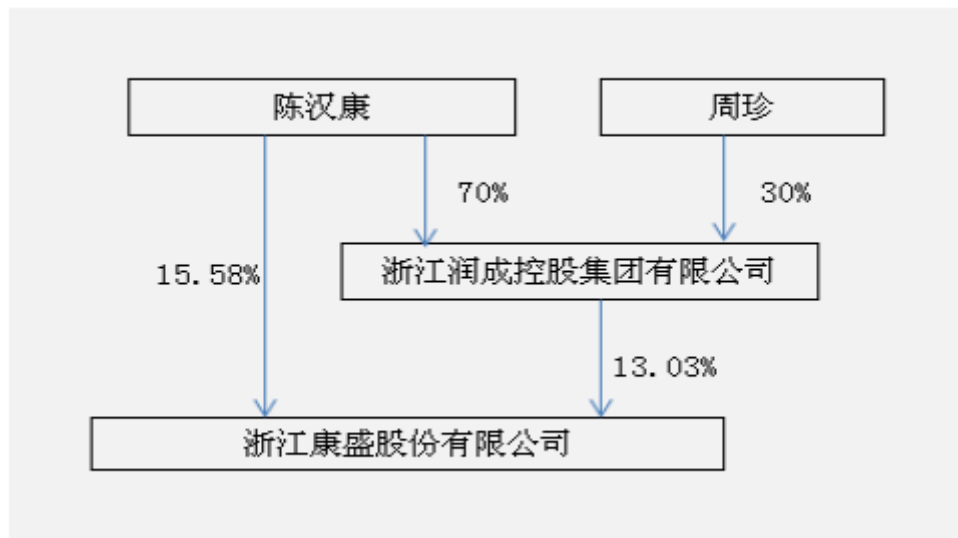 陈汉康
周珍
70%
30%
15.58%
浙江润成控股集团有限公司
13.03%
浙江康盛股份有限公司